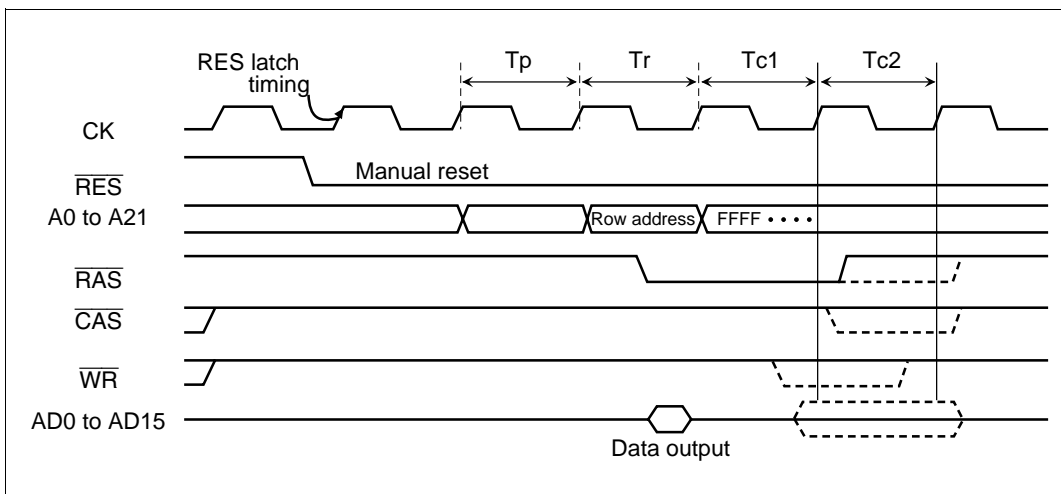 RES latch
timing
Tp
Tr
Tc1
Tc2
CK
RES
Manual reset
A0 to A21
Row address
FFFF • • • •
RAS
CAS
WR
AD0 to AD15
Data output